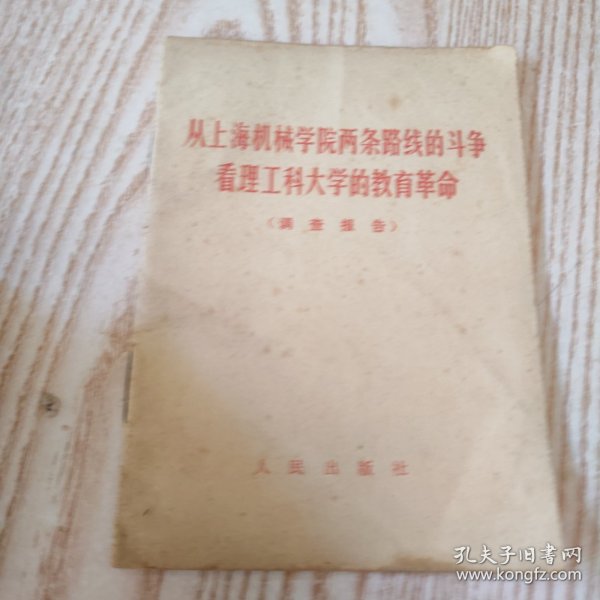 从上海机械学院两条路线的斗争
看理工科大学的教育革命
（调查报告）
人民出版社
孔夫子旧书网
www.kongfz.com